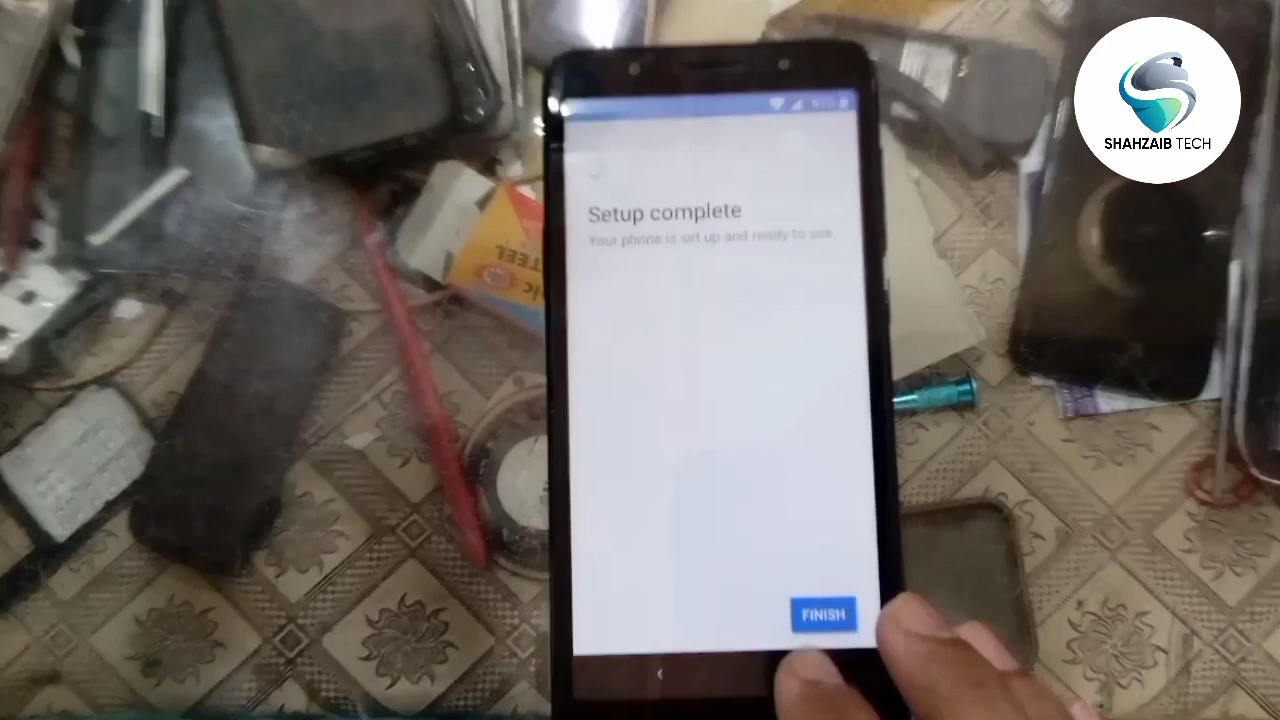 SHAHZAIB TECH
Setup complete
Your phone is set up and ready to use
FINISH